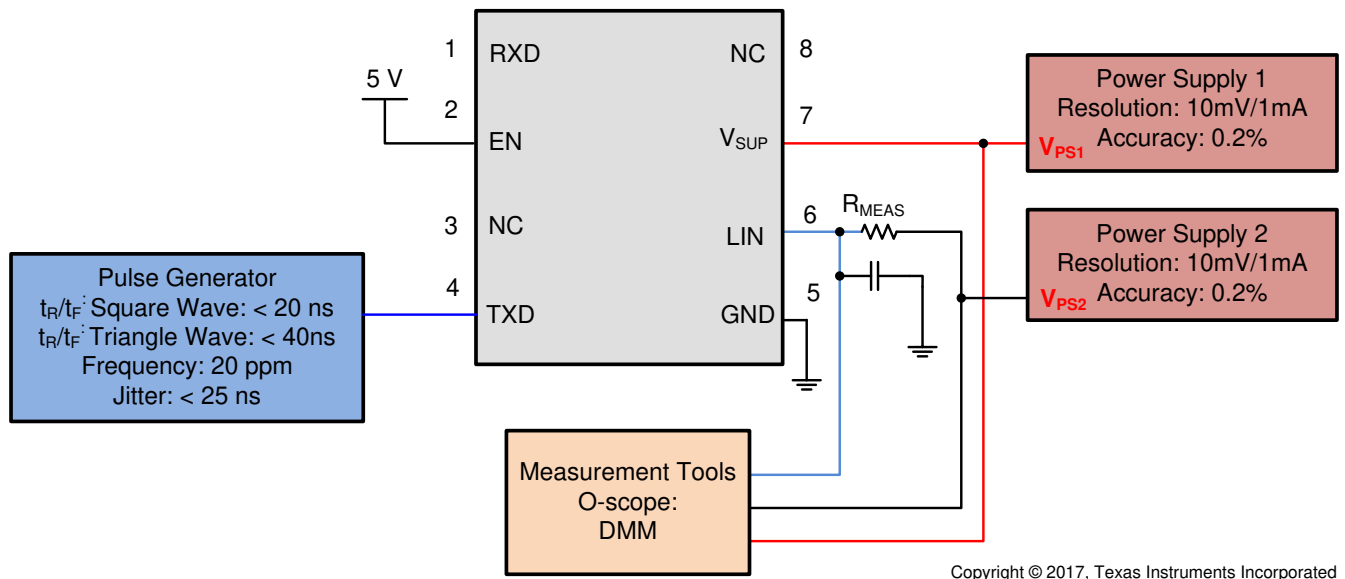 1
RXD
NC
8
5 V
2
EN
7
VSUP
3
NC
6
LIN
RMEAS
4
TXD
5
GND
Power Supply 1
Resolution: 10mV/1mA
VPS1 Accuracy: 0.2%
Power Supply 2
Resolution: 10mV/1mA
VPS2 Accuracy: 0.2%
Pulse Generator
tR/tF: Square Wave: < 20 ns
tR/tF: Triangle Wave: < 40ns
Frequency: 20 ppm
Jitter: < 25 ns
Measurement Tools
O-scope:
DMM
Copyright © 2017, Texas Instruments Incorporated